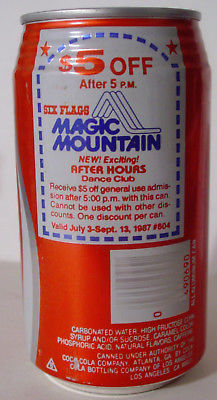 $5 OFF
After 5 P.M.
SIX FLAGS
MAGIC
MOUNTAIN
NEW! Exciting!
AFTER HOURS
Dance Club
Receive $5 off general use admis-
sion after 5:00 p.m. with this can.
Cannot be used with other dis-
counts. One discount per can.
Valid July 3-Sept. 13, 1987 #604
CARBONATED WATER, HIGH FRUCTOSE
SYRUP AND/OR SUCROSE, CARAMEL COLOR,
PHOSPHORIC ACID, NATURAL FLAVORS, CAFFEINE
CANNED UNDER AUTHORITY OF
COCA-COLA COMPANY, ATLANTA, GA. BY
COLA BOTTLING COMPANY OF LOS ANGELES
LOS ANGELES, CA